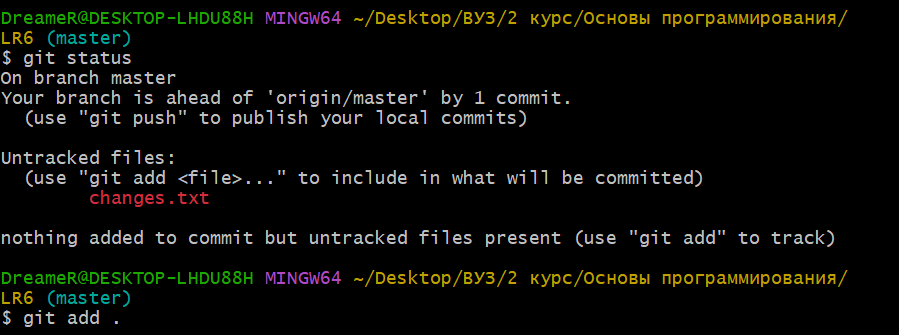 DreameR@DESKTOP-LHDU88H MINGW64 ~/Desktop/ВУЗ/2 курс/Основы программирования/
LR6 (master)
$ git status
On branch master
Your branch is ahead of 'origin/master' by 1 commit.
  (use "git push" to publish your local commits)

Untracked files:
  (use "git add <file>..." to include in what will be committed)
        changes.txt

nothing added to commit but untracked files present (use "git add" to track)

DreameR@DESKTOP-LHDU88H MINGW64 ~/Desktop/ВУЗ/2 курс/Основы программирования/
LR6 (master)
$ git add .